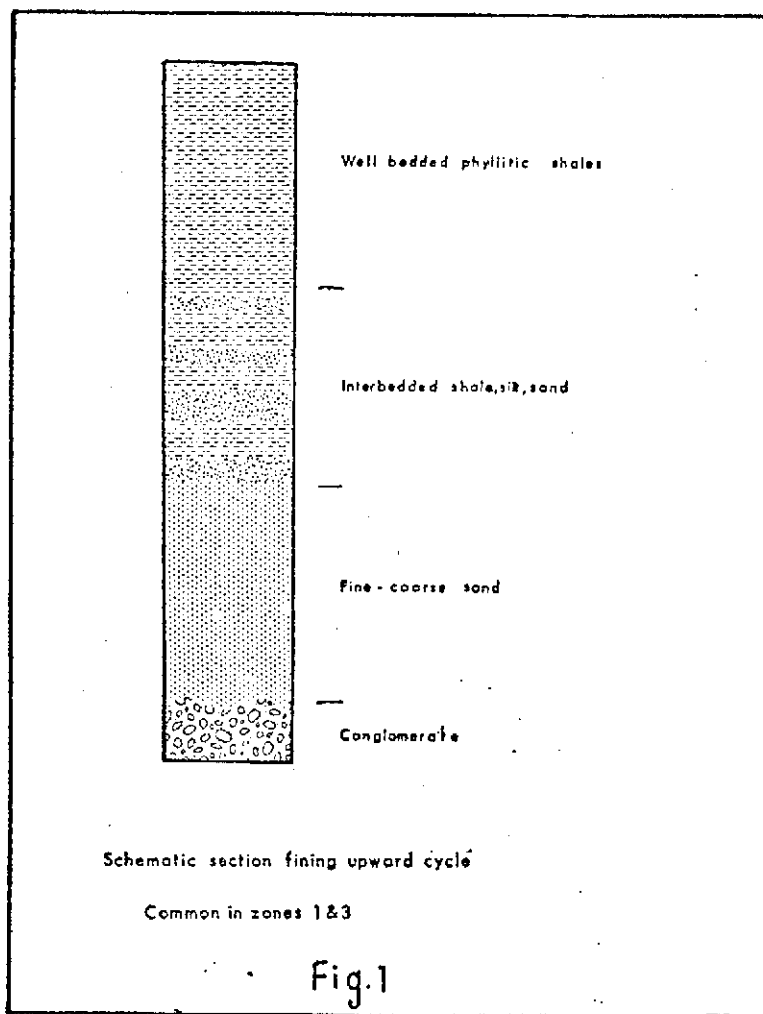 Well bedded phyllitic shales
Interbedded shale, silt, sand
Fine - coarse sand
Conglomerate
Schematic section fining upward cycle
Common in zones 1&3
Fig.1